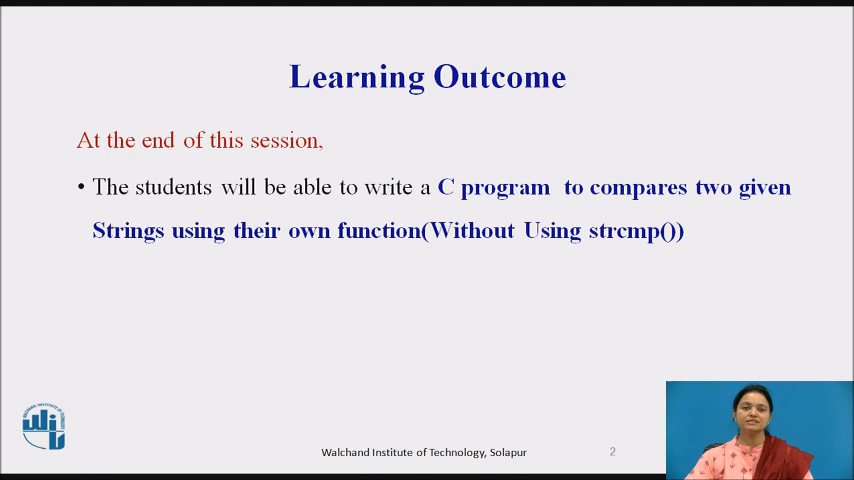 Learning Outcome
At the end of this session,
• The students will be able to write a C program to compares two given
Strings using their own function(Without Using strcmp())
Walchand Institute of Technology, Solapur
2